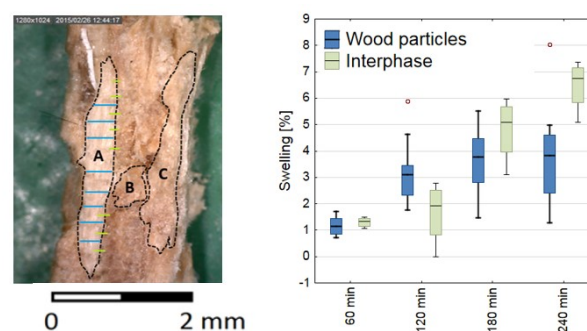 1280x1024 2015/02/26 12:44:17
A
B
C
0 2 mm
Wood particles
Interphase
Swelling [%]
9
8
7
6
5
4
3
2
1
0
-1
60 min
120 min
180 min
240 min